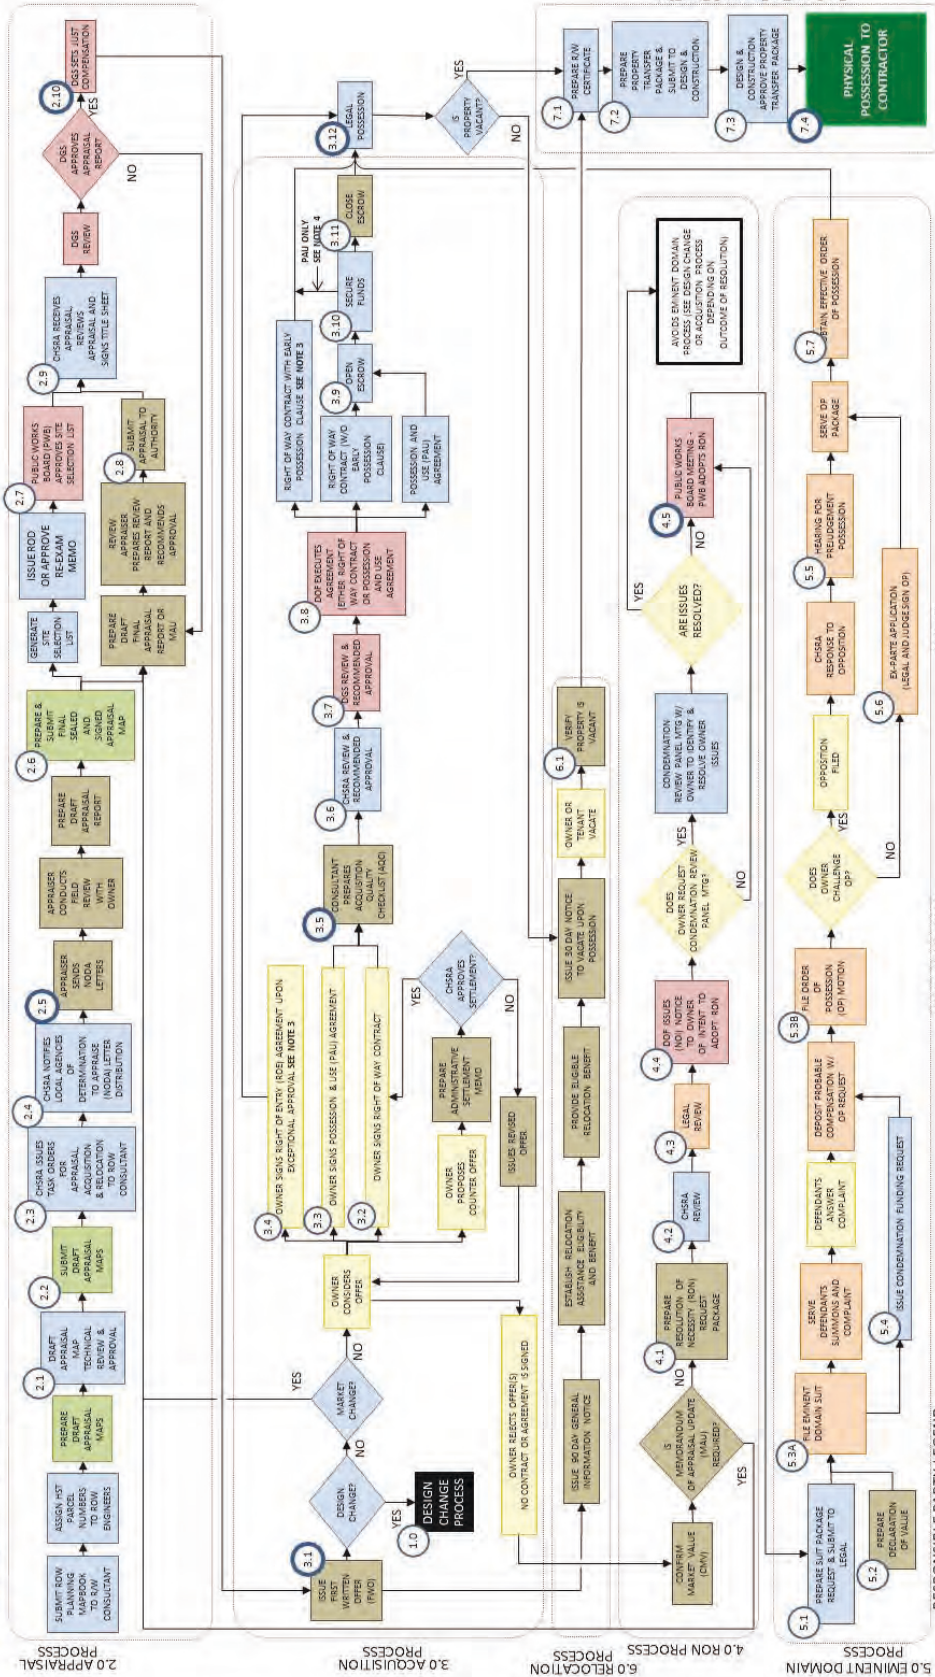 2.0 APPRAISAL
PROCESS
SUBMIT ROW
PLANNING
MAPBOOK
TO R/W
CONSULTANT
ASSIGN HST
PARCEL
NUMBERS
TO ROW
ENGINEERS
PREPARE
DRAFT
APPRAISAL
MAPS
2.1
DRAFT
APPRAISAL
MAP
TECHNICAL
REVIEW &
APPROVAL
2.2
SUBMIT
DRAFT
APPRAISAL
MAPS
2.3
CHSRA ISSUES
TASK ORDERS
FOR
APPRAISAL,
ACQUISITION
& RELOCATION
TO ROW
CONSULTANT
2.4
CHSRA NOTIFIES
LOCAL AGENCIES
OF
DETERMINATION
TO APPRAISE
(NODA) LETTER
DISTRIBUTION
2.5
APPRAISER
SENDS
NODA
LETTERS
APPRAISER
CONDUCTS
FIELD
REVIEW
WITH
OWNER
PREPARE
DRAFT
APPRAISAL
REPORT
2.6
PREPARE &
SUBMIT
FINAL
SEALED
AND
SIGNED
APPRAISAL
MAP
GENERATE
SITE
SELECTION
LIST
ISSUE ROD
OR APPROVE
RE-EXAM
MEMO
2.7
PUBLIC WORKS
BOARD (PWB)
APPROVES SITE
SELECTION LIST
PREPARE
DRAFT
FINAL
APPRAISAL
REPORT OR
MAU
REVIEW
APPRAISER
PREPARES REVIEW
REPORT AND
RECOMMENDS
APPROVAL
2.8
SUBMIT
APPRAISAL TO
AUTHORITY
2.9
CHSRA RECEIVES
APPRAISAL,
REVIEWS
APPRAISAL AND
SIGNS TITLE SHEET
DGS
REVIEW
DGS
APPROVES
APPRAISAL
REPORT
NO
YES
2.10
DGS SETS JUST
COMPENSATION
3.0 ACQUISITION
PROCESS
3.1
ISSUE
FIRST
WRITTEN
OFFER
(FWO)
DESIGN
CHANGE?
YES
NO
1.0
DESIGN
CHANGE
PROCESS
MARKET
CHANGE?
YES
NO
OWNER
CONSIDERS
OFFER
OWNER REJECTS OFFER(S)
NO CONTRACT OR AGREEMENT IS SIGNED
3.4
OWNER SIGNS RIGHT OF ENTRY (ROE) AGREEMENT UPON
EXCEPTIONAL APPROVAL SEE NOTE 3
3.3
OWNER SIGNS POSSESSION & USE (PAU) AGREEMENT
3.2
OWNER SIGNS RIGHT OF WAY CONTRACT
OWNER
PROPOSES
COUNTER OFFER
PREPARE
ADMINISTRATIVE
SETTLEMENT
MEMO
CHSRA
APPROVES
SETTLEMENT?
YES
NO
ISSUES REVISED
OFFER
3.5
CONSULTANT
PREPARES
ACQUISITION
QUALITY
CHECKLIST (AQC)
3.6
CHSRA REVIEW &
RECOMMENDED
APPROVAL
3.7
DGS REVIEW &
RECOMMENDED
APPROVAL
3.8
DOF EXECUTES
AGREEMENT
(EITHER RIGHT OF
WAY CONTRACT
OR POSSESSION
AND USE
AGREEMENT
RIGHT OF WAY CONTRACT WITH EARLY
POSSESSION CLAUSE SEE NOTE 3
RIGHT OF WAY
CONTRACT (W/O
EARLY
POSSESSION
CLAUSE)
POSSESSION AND
USE (PAU)
AGREEMENT
3.9
OPEN
ESCROW
3.10
SECURE
FUNDS
PAU ONLY
SEE NOTE 4
3.11
CLOSE
ESCROW
3.12
LEGAL
POSSESSION
IS
PROPERTY
VACANT?
YES
NO
7.1
PREPARE R/W
CERTIFICATE
7.2
PREPARE
PROPERTY
TRANSFER
PACKAGE &
SUBMIT TO
DESIGN &
CONSTRUCTION
7.3
DESIGN &
CONSTRUCTION
APPROVE PROPERTY
TRANSFER PACKAGE
7.4
PHYSICAL
POSSESSION TO
CONTRACTOR
6.0 RELOCATION
PROCESS
ISSUE 90 DAY GENERAL
INFORMATION NOTICE
ESTABLISH RELOCATION
ASSISTANCE ELIGIBILITY
AND BENEFIT
PROVIDE ELIGIBLE
RELOCATION BENEFIT
ISSUE 90 DAY NOTICE
TO VACATE UPON
POSSESSION
OWNER OR
TENANT
VACATE
6.1
VERIFY
PROPERTY IS
VACANT
4.0 RON PROCESS
CONFIRM
MARKET VALUE
(CMV)
IS
MEMORANDUM
OF APPRAISAL UPDATE
(MAU)
REQUIRED?
YES
NO
4.1
PREPARE
RESOLUTION OF
NECESSITY (RON)
REQUEST
PACKAGE
4.2
CHSRA
REVIEW
4.3
LEGAL
REVIEW
4.4
DOF ISSUES
(NOI) NOTICE
TO OWNER
OF INTENT TO
ADOPT RON
DOES
OWNER REQUEST
CONDEMNATION REVIEW
PANEL MTG?
YES
NO
CONDEMNATION
REVIEW PANEL MTG W/
OWNER TO IDENTIFY &
RESOLVE OWNER
ISSUES
ARE ISSUES
RESOLVED?
YES
NO
4.5
PUBLIC WORKS
BOARD MEETING -
PWB ADOPTS RON
AVOIDS EMINENT DOMAIN
PROCESS (SEE DESIGN CHANGE
OR ACQUISITION PROCESS
DEPENDING ON
OUTCOME OF RESOLUTION)
5.0 EMINENT DOMAIN
5.1
PREPARE SUIT PACKAGE
REQUEST & SUBMIT TO
LEGAL
5.2
PREPARE
DECLARATION
OF VALUE
5.3A
FILE EMINENT
DOMAIN SUIT
SERVE
DEFENDANTS
SUMMONS AND
COMPLAINT
5.4
ISSUE CONDEMNATION FUNDING REQUEST
DEFENDANTS
ANSWER
COMPLAINT
DEPOSIT PROBABLE
COMPENSATION W/
OP REQUEST
5.3B
FILE ORDER
OF
POSSESSION
(OP) MOTION
DOES
OWNER
CHALLENGE
OP?
YES
NO
OPPOSITION
FILED
CHSRA
RESPONSE TO
OPPOSITION
5.5
HEARING FOR
PREJUDGEMENT
POSSESSION
5.6
EX-PARTE APPLICATION
(LEGAL AND JUDGE SIGN OP)
SERVE OP
PACKAGE
5.7
OBTAIN EFFECTIVE ORDER
OF POSSESSION